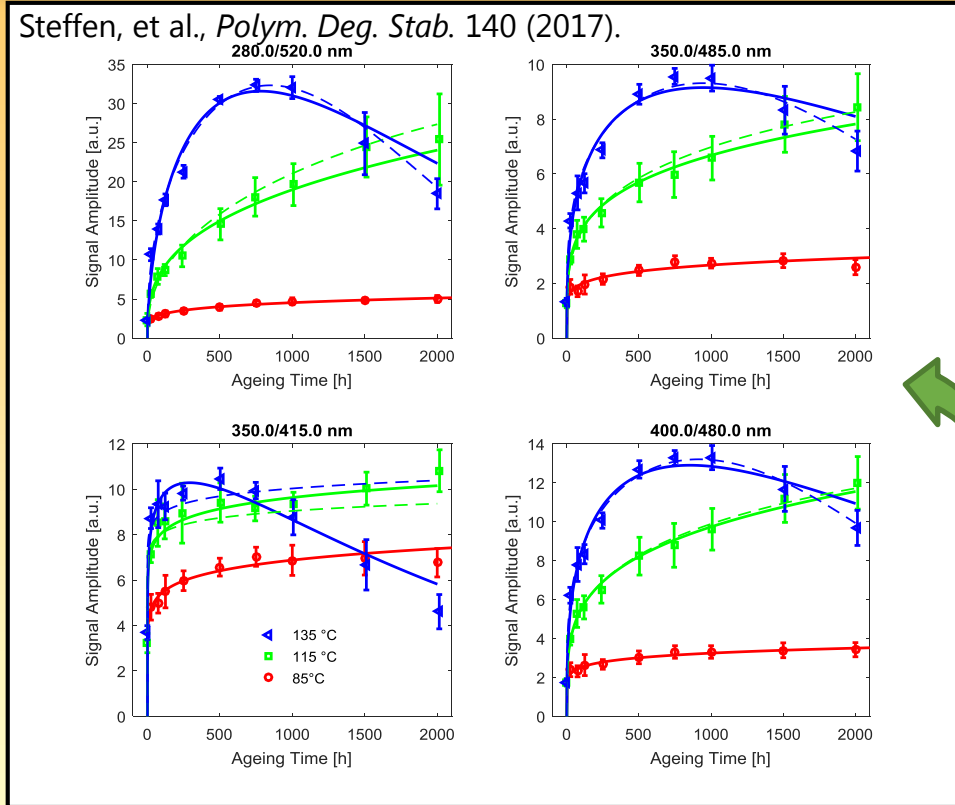 Steffen, et al., Polym. Deg. Stab. 140 (2017).
280.0/520.0 nm
35
30
25
20
15
10
5
0
Signal Amplitude [a.u.]
0 500 1000 1500 2000
Ageing Time [h]
350.0/485.0 nm
10
8
6
4
2
0
Signal Amplitude [a.u.]
0 500 1000 1500 2000
Ageing Time [h]
350.0/415.0 nm
12
10
8
6
4
2
0
Signal Amplitude [a.u.]
135 °C
115 °C
85°C
0 500 1000 1500 2000
Ageing Time [h]
400.0/480.0 nm
14
12
10
8
6
4
2
0
Signal Amplitude [a.u.]
0 500 1000 1500 2000
Ageing Time [h]